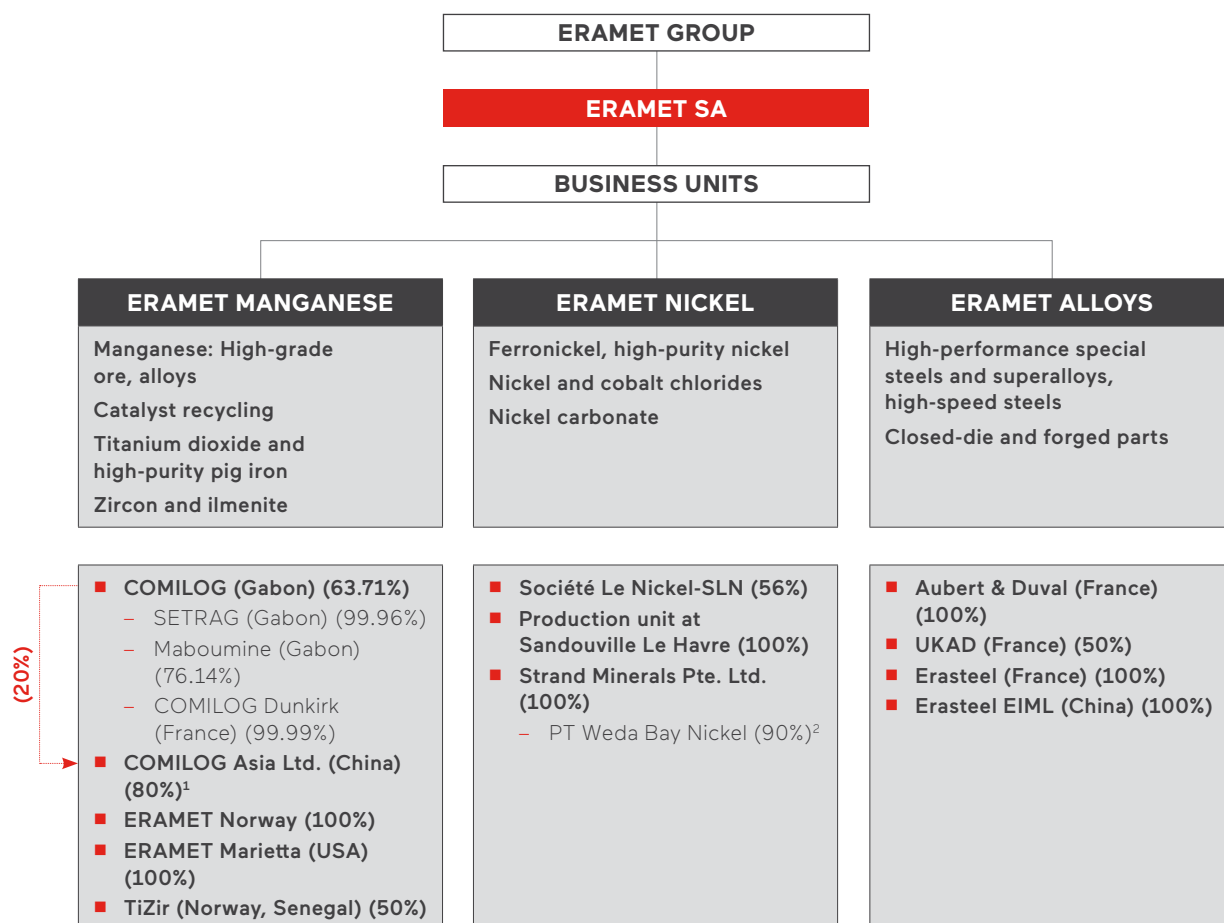 ERAMET GROUP
ERAMET SA
BUSINESS UNITS
ERAMET MANGANESE
Manganese: High-grade
ore, alloys
Catalyst recycling
Titanium dioxide and
high-purity pig iron
Zircon and ilmenite
ERAMET NICKEL
Ferronickel, high-purity nickel
Nickel and cobalt chlorides
Nickel carbonate
ERAMET ALLOYS
High-performance special
steels and superalloys,
high-speed steels
Closed-die and forged parts
(20%)
■ COMILOG (Gabon) (63.71%)
– SETRAG (Gabon) (99.96%)
– Maboumine (Gabon)
(76.14%)
– COMILOG Dunkirk
(France) (99.99%)
■ COMILOG Asia Ltd. (China)
(80%)¹
■ ERAMET Norway (100%)
■ ERAMET Marietta (USA)
(100%)
■ TiZir (Norway, Senegal) (50%)
■ Société Le Nickel-SLN (56%)
■ Production unit at
Sandouville Le Havre (100%)
■ Strand Minerals Pte. Ltd.
(100%)
– PT Weda Bay Nickel (90%)²
■ Aubert & Duval (France)
(100%)
■ UKAD (France) (50%)
■ Erasteel (France) (100%)
■ Erasteel EIML (China) (100%)